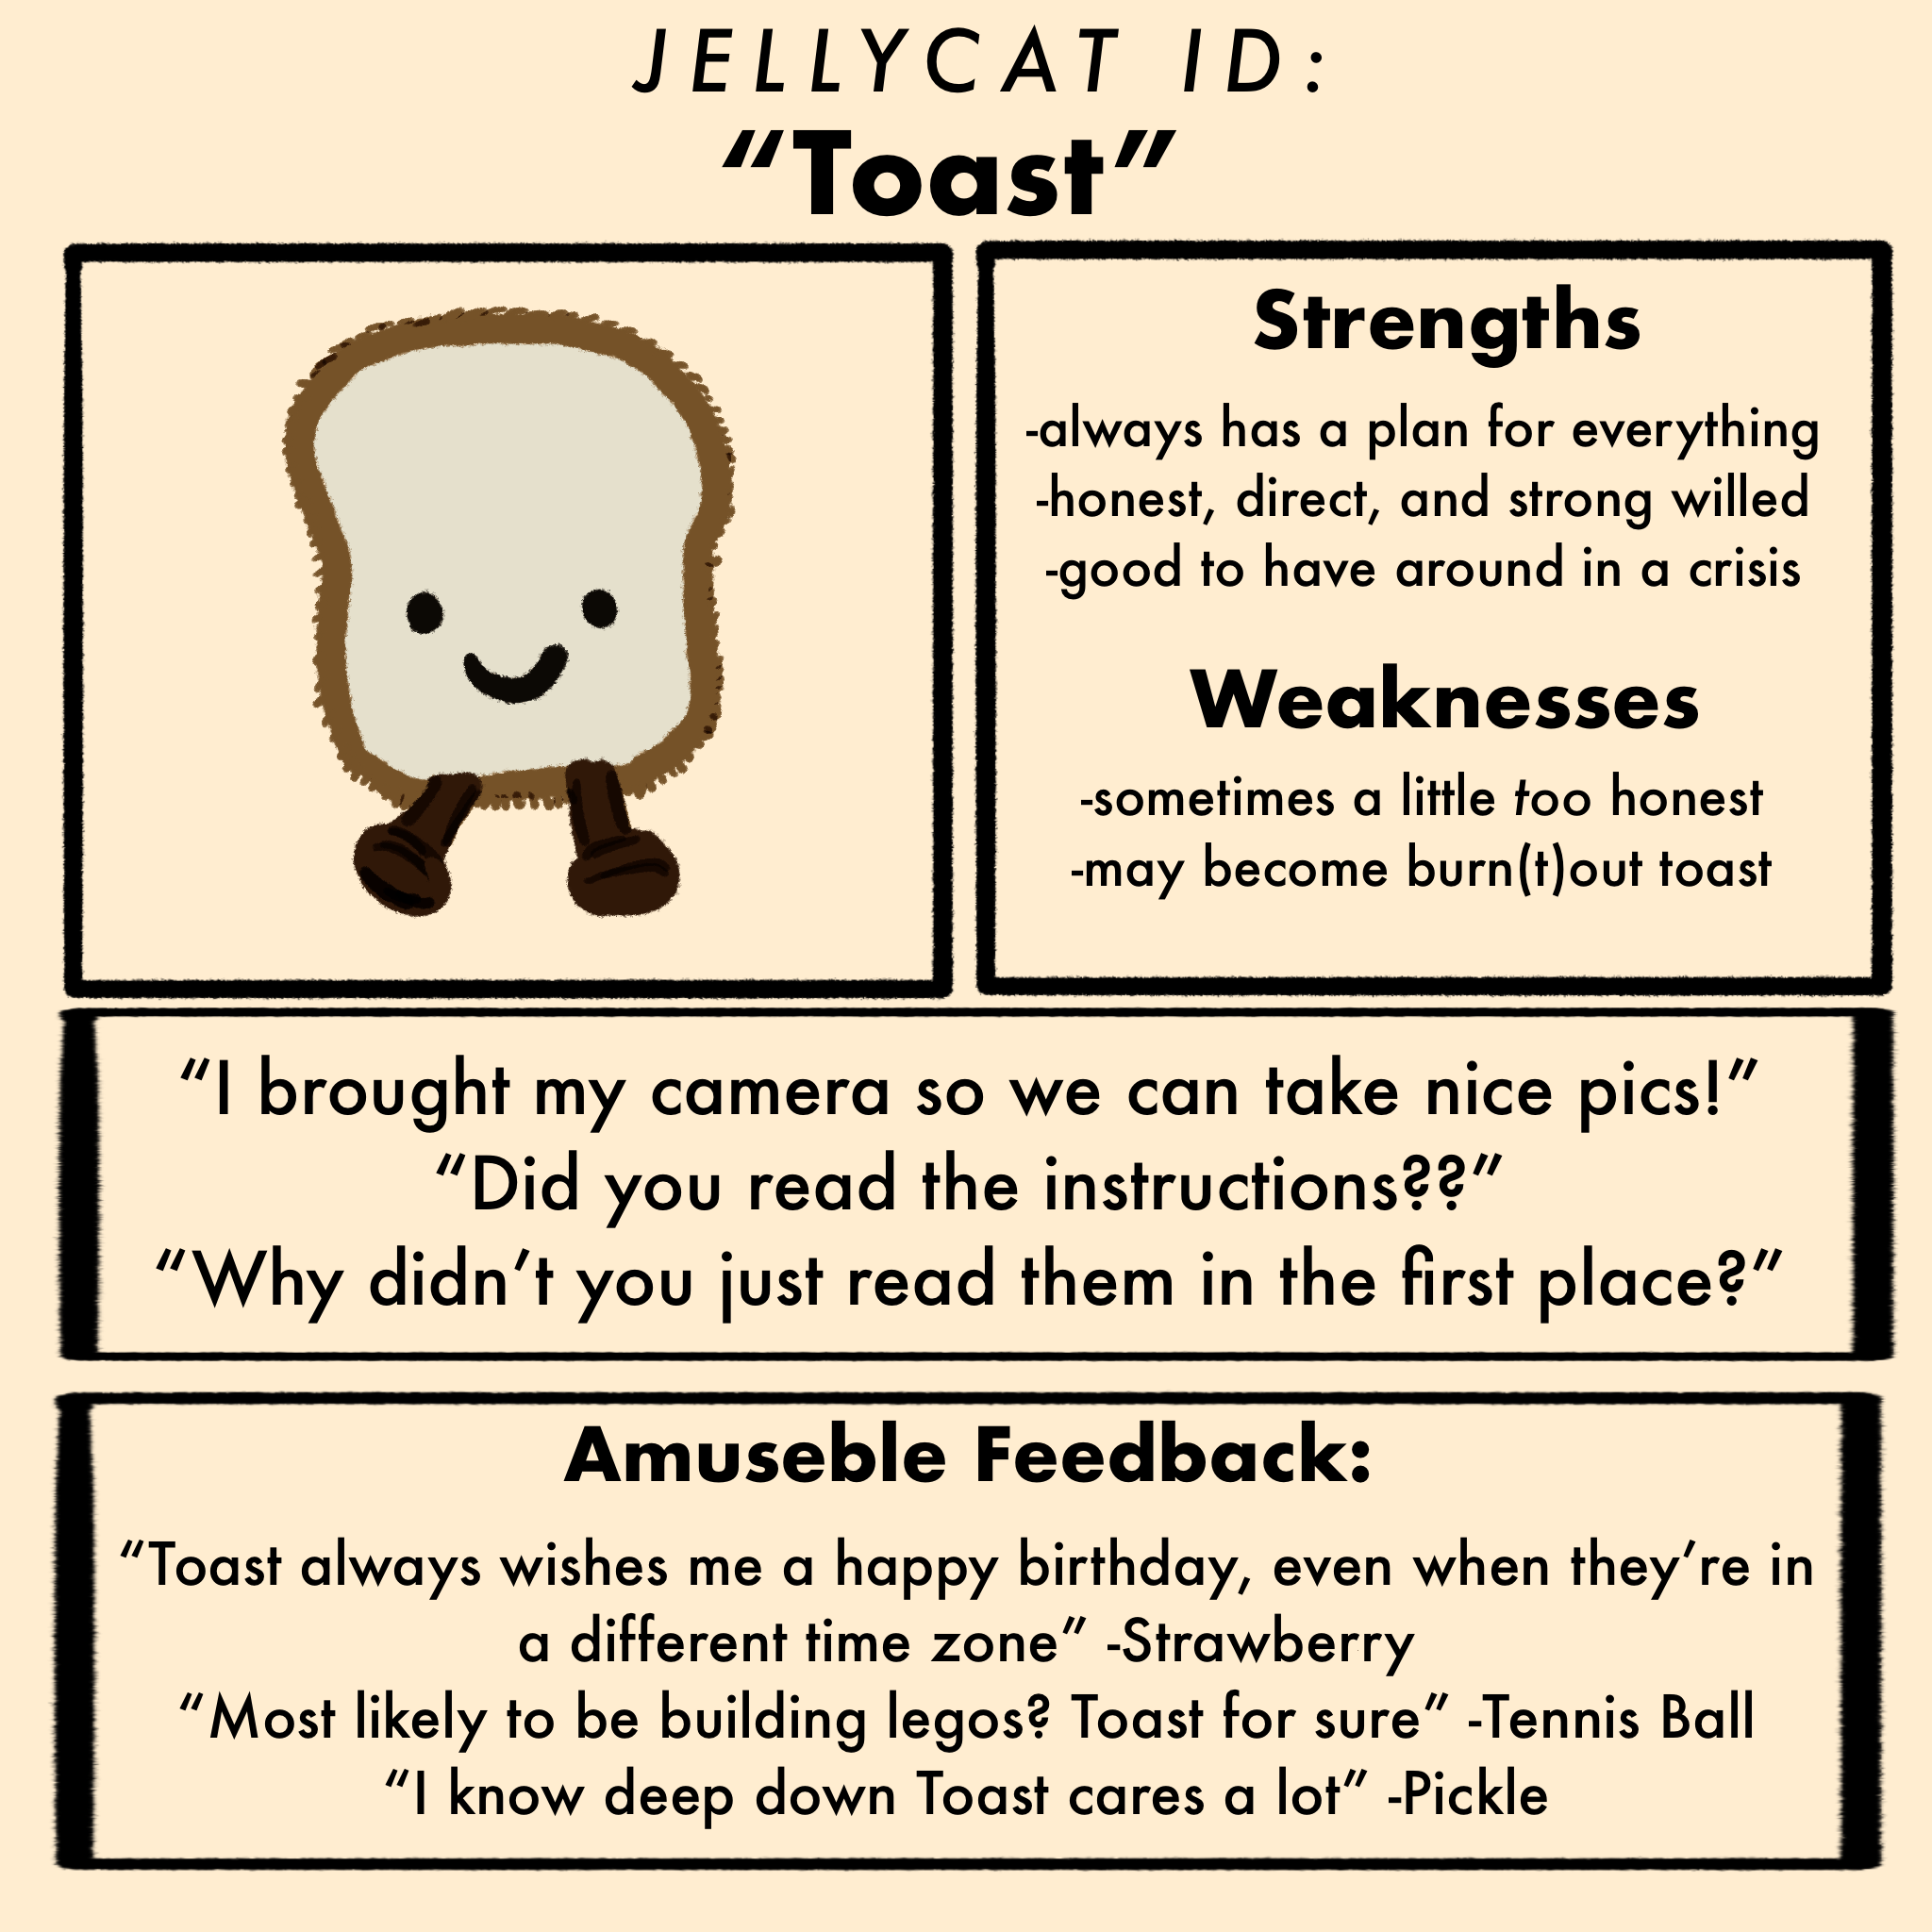 JELLYCAT ID:
“Toast”
Strengths
-always has a plan for everything
-honest, direct, and strong willed
-good to have around in a crisis
Weaknesses
-sometimes a little too honest
-may become burn(t)out toast
“I brought my camera so we can take nice pics!”
“Did you read the instructions??”
“Why didn’t you just read them in the first place?”
Amuseble Feedback:
“Toast always wishes me a happy birthday, even when they’re in
a different time zone” -Strawberry
“Most likely to be building legos? Toast for sure” -Tennis Ball
“I know deep down Toast cares a lot” -Pickle